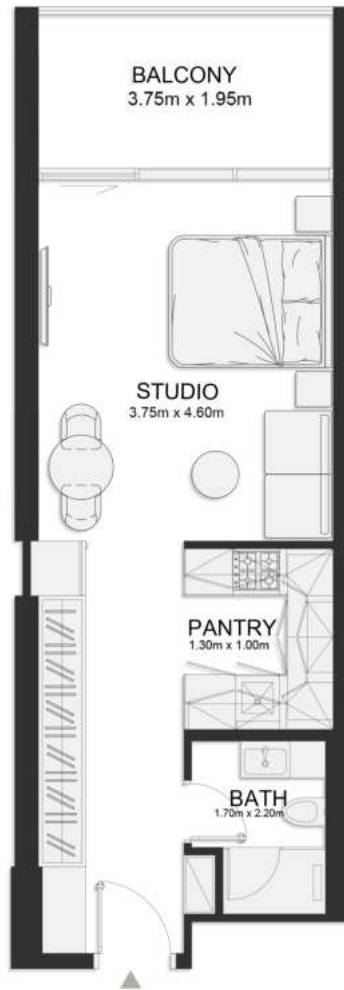 BALCONY
3.75m x 1.95m
STUDIO
3.75m x 4.60m
PANTRY
1.30m x 1.00m
BATH
1.70m x 2.20m